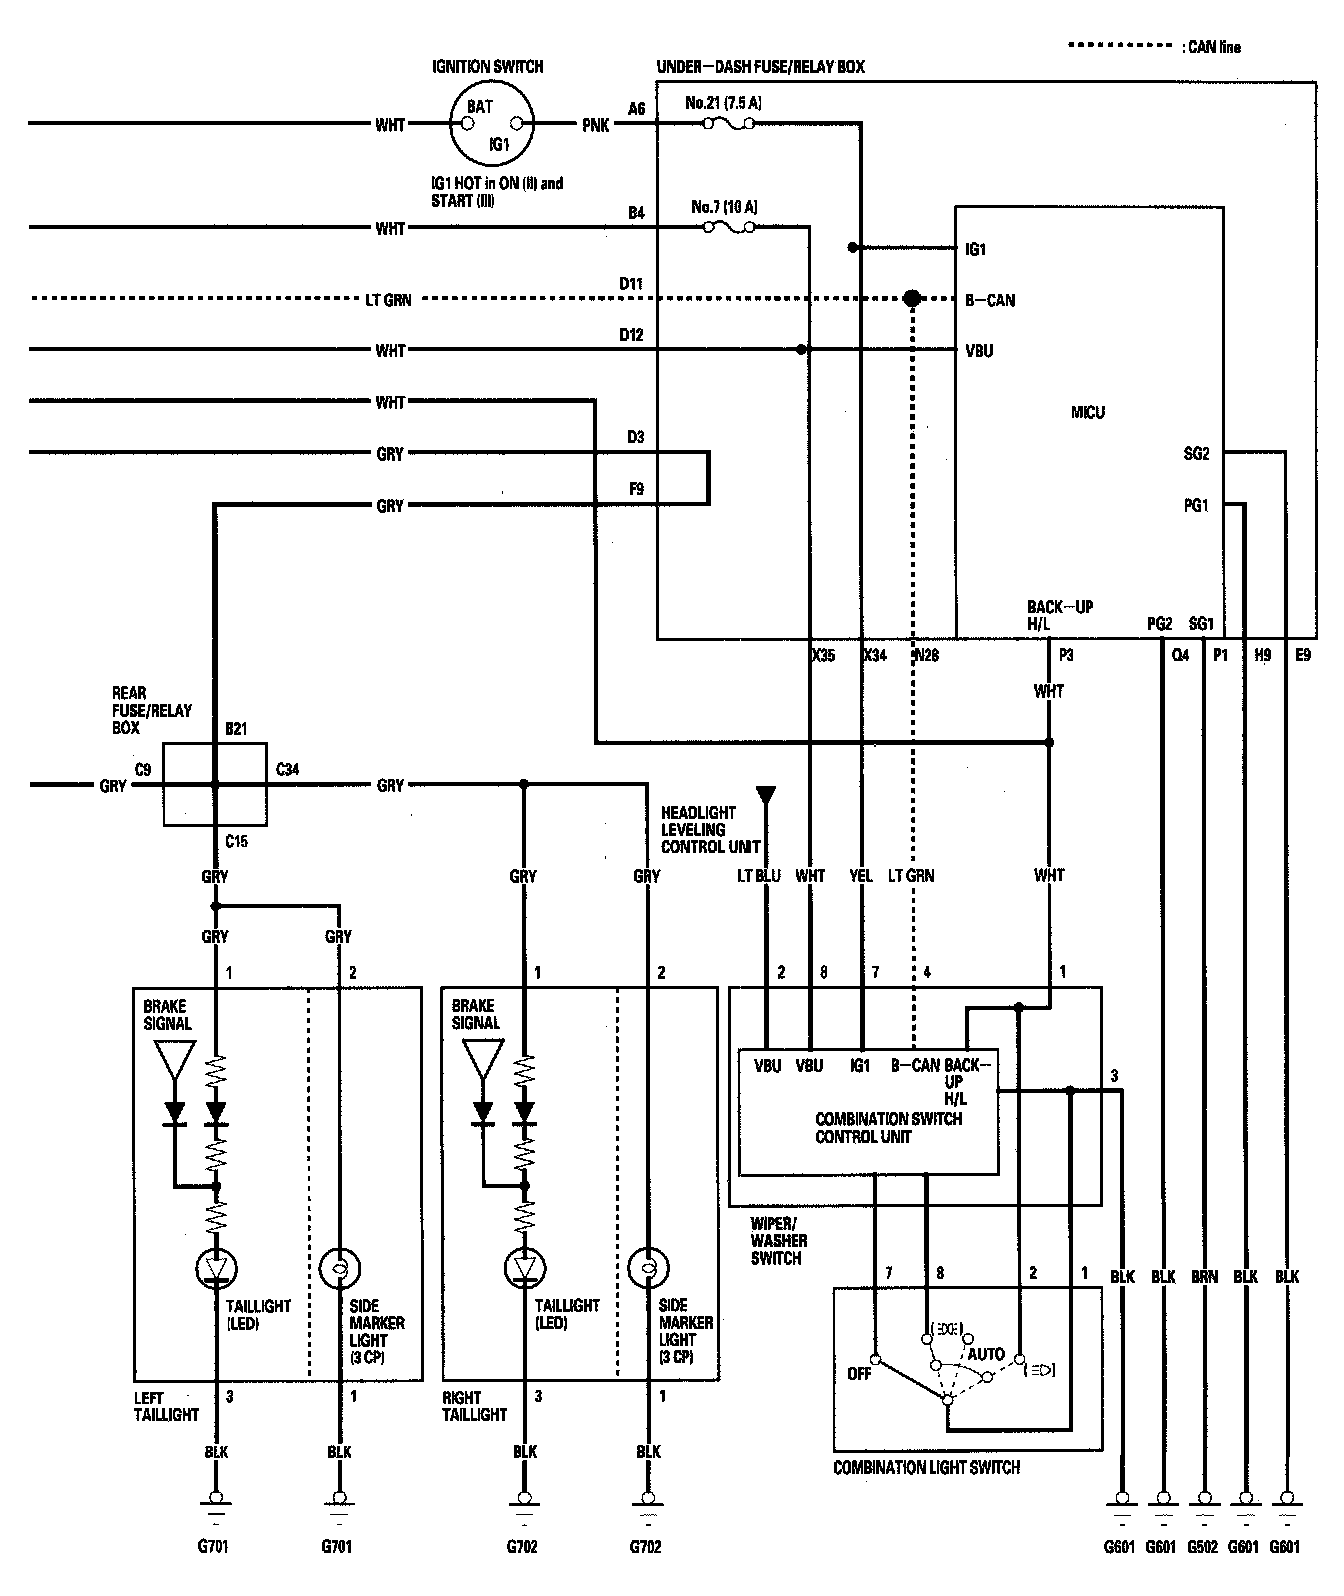 : CAN line
IGNITION SWITCH
UNDER-DASH FUSE/RELAY BOX
BAT
IG1
WHT
PNK
A6
No.21 (7.5 A)
IG1 HOT in ON (II) and
START (III)
WHT
B4
No.7 (10 A)
IG1
LT GRN
D11
B-CAN
WHT
D12
VBU
WHT
MICU
GRY
D3
SG2
GRY
F9
PG1
BACK-UP
H/L
PG2
SG1
X35
X34
N28
P3
Q4
P1
H9
E9
WHT
REAR
FUSE/RELAY
BOX
B21
GRY
C9
C34
GRY
C15
HEADLIGHT
LEVELING
CONTROL UNIT
GRY
GRY
GRY
LT BLU
WHT
YEL
LT GRN
WHT
GRY
GRY
1
2
1
2
2
8
7
4
1
BRAKE
SIGNAL
BRAKE
SIGNAL
VBU
VBU
IG1
B-CAN
BACK-
UP
H/L
3
COMBINATION SWITCH
CONTROL UNIT
WIPER/
WASHER
SWITCH
7
8
2
1
BLK
BLK
BRN
BLK
BLK
TAILLIGHT
(LED)
SIDE
MARKER
LIGHT
(3 CP)
TAILLIGHT
(LED)
SIDE
MARKER
LIGHT
(3 CP)
OFF
AUTO
LEFT
TAILLIGHT
3
1
RIGHT
TAILLIGHT
3
1
BLK
BLK
BLK
BLK
COMBINATION LIGHT SWITCH
G701
G701
G702
G702
G601
G601
G502
G601
G601